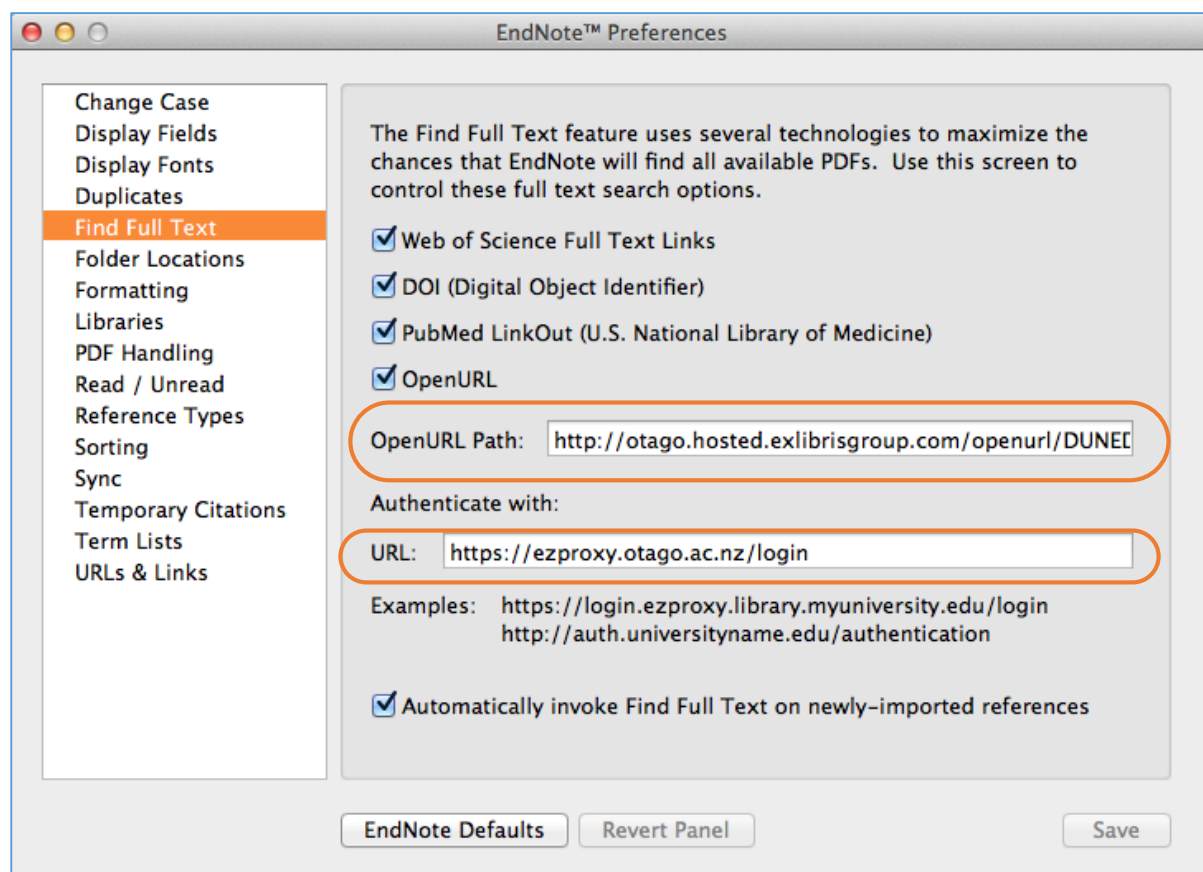 EndNote™ Preferences
Change Case
Display Fields
Display Fonts
Duplicates
Find Full Text
Folder Locations
Formatting
Libraries
PDF Handling
Read / Unread
Reference Types
Sorting
Sync
Temporary Citations
Term Lists
URLs & Links
The Find Full Text feature uses several technologies to maximize the
chances that EndNote will find all available PDFs.  Use this screen to
control these full text search options.
Web of Science Full Text Links
DOI (Digital Object Identifier)
PubMed LinkOut (U.S. National Library of Medicine)
OpenURL
OpenURL Path: http://otago.hosted.exlibrisgroup.com/openurl/DUNED
Authenticate with:
URL: https://ezproxy.otago.ac.nz/login
Examples: https://login.ezproxy.library.myuniversity.edu/login
http://auth.universityname.edu/authentication
Automatically invoke Find Full Text on newly-imported references
EndNote Defaults Revert Panel Save